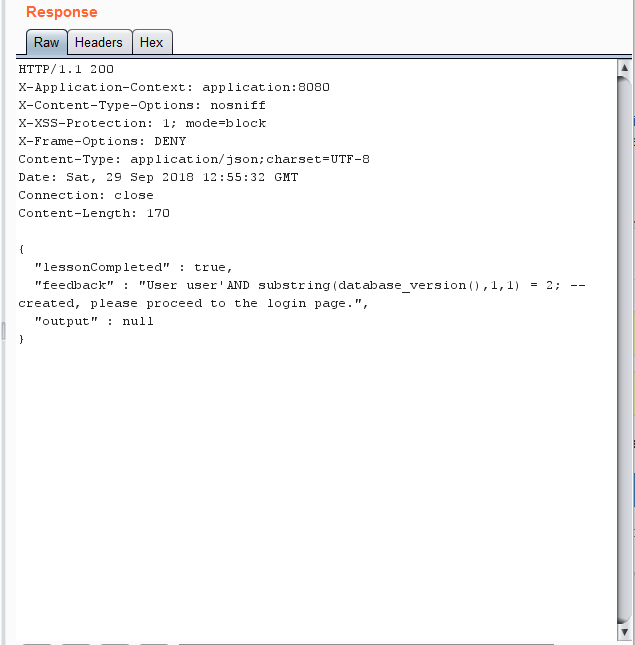 Response
Raw Headers Hex
HTTP/1.1 200
X-Application-Context: application:8080
X-Content-Type-Options: nosniff
X-XSS-Protection: 1; mode=block
X-Frame-Options: DENY
Content-Type: application/json;charset=UTF-8
Date: Sat, 29 Sep 2018 12:55:32 GMT
Connection: close
Content-Length: 170
{
"lessonCompleted" : true,
"feedback" : "User user'AND substring(database_version(),1,1) = 2; --
created, please proceed to the login page.",
"output" : null
}